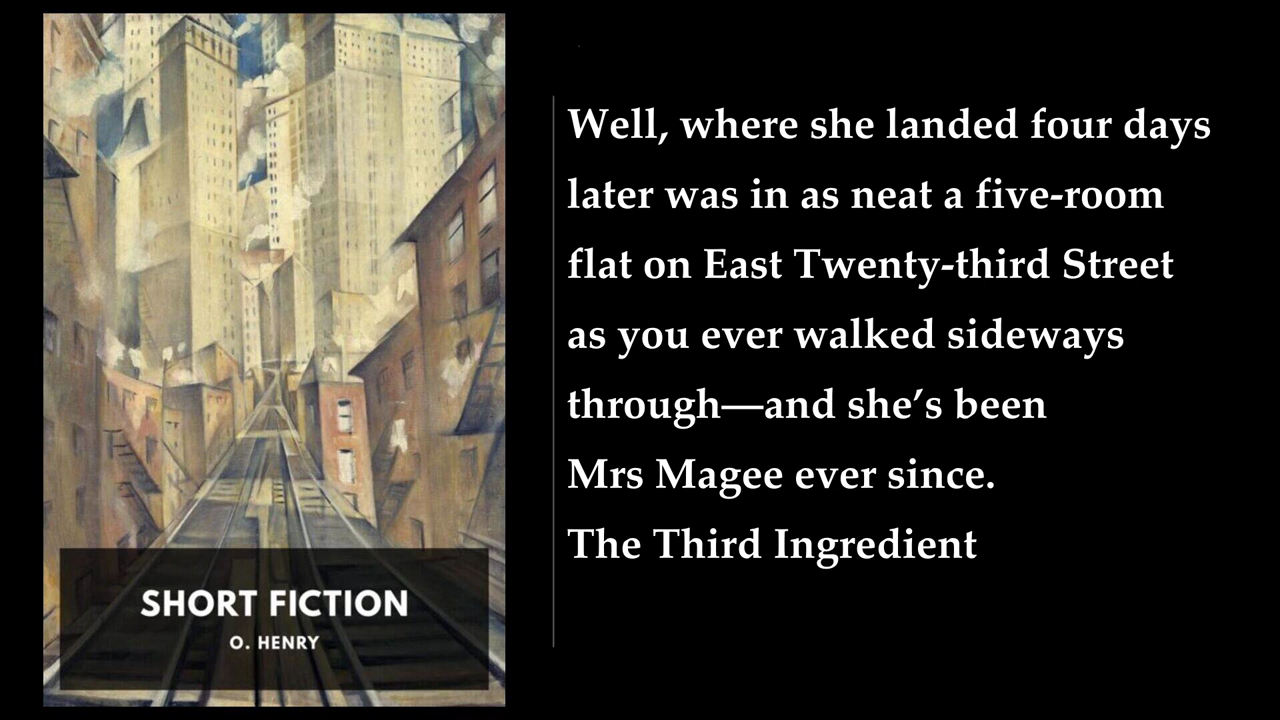 Well, where she landed four days
later was in as neat a five-room
flat on East Twenty-third Street
as you ever walked sideways
through—and she’s been
Mrs Magee ever since.
The Third Ingredient
SHORT FICTION
O. HENRY